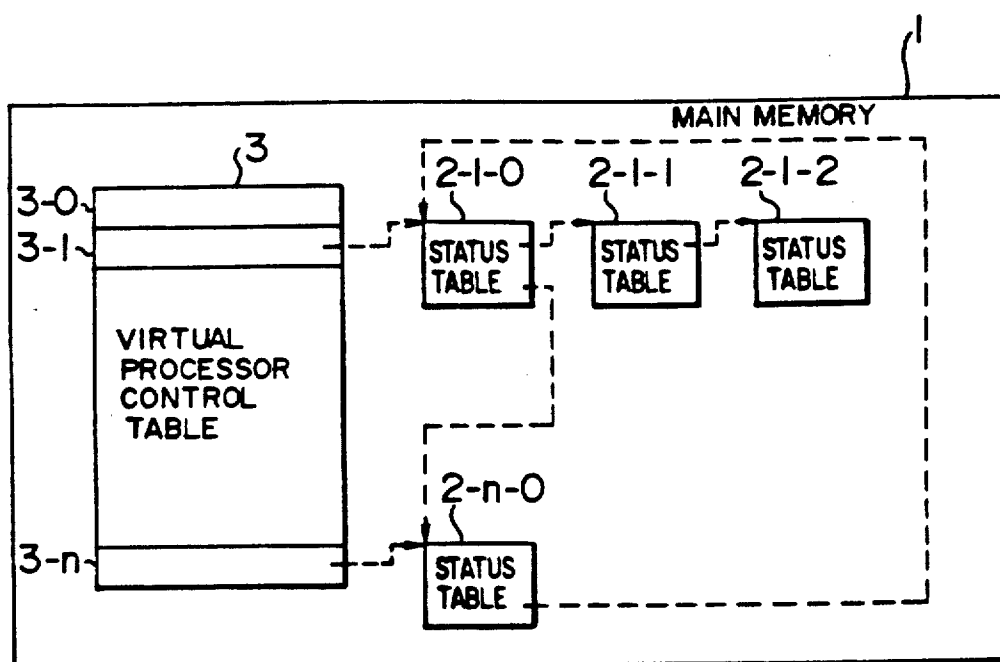 1
MAIN MEMORY
3
2-1-0
2-1-1
2-1-2
3-0
3-1
STATUS
TABLE
STATUS
TABLE
STATUS
TABLE
VIRTUAL
PROCESSOR
CONTROL
TABLE
2-n-0
3-n
STATUS
TABLE